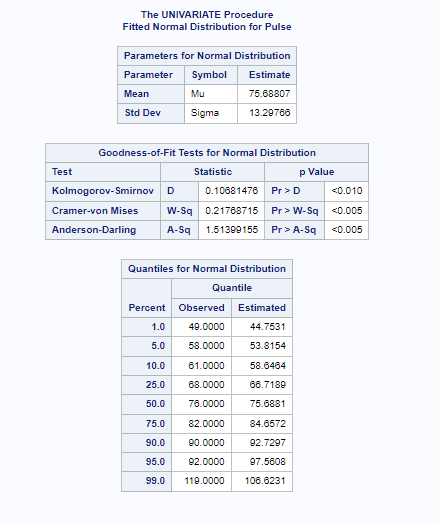 The UNIVARIATE Procedure
Fitted Normal Distribution for Pulse
Parameters for Normal Distribution
Parameter Symbol Estimate
Mean Mu 75.68807
Std Dev Sigma 13.29766
Goodness-of-Fit Tests for Normal Distribution
Test Statistic p Value
Kolmogorov-Smirnov D 0.10681476 Pr > D <0.010
Cramer-von Mises W-Sq 0.21768715 Pr > W-Sq <0.005
Anderson-Darling A-Sq 1.51399155 Pr > A-Sq <0.005
Quantiles for Normal Distribution
Quantile
Percent Observed Estimated
1.0 49.0000 44.7531
5.0 58.0000 53.8154
10.0 61.0000 58.6464
25.0 68.0000 66.7189
50.0 76.0000 75.6881
75.0 82.0000 84.6572
90.0 90.0000 92.7297
95.0 92.0000 97.5608
99.0 119.0000 106.6231